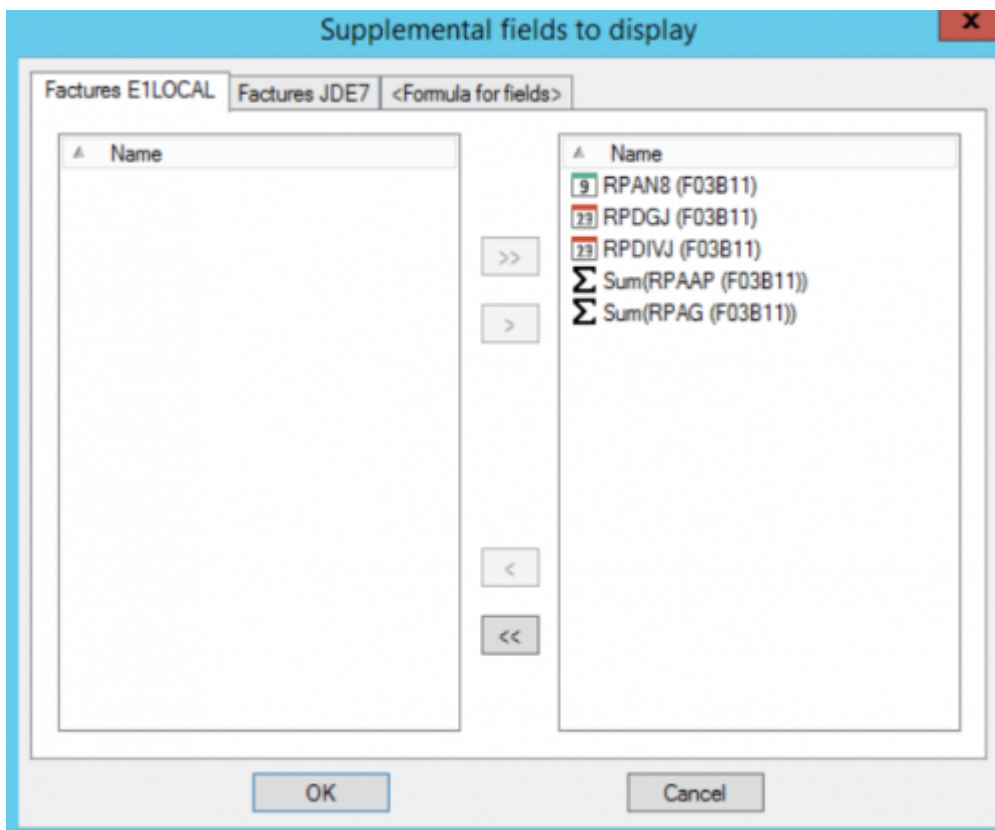 Supplemental fields to display
x
Factures E1LOCAL
Factures JDE7
<Formula for fields>
Name
Name
9 RPAN8 (F03B11)
23 RPDGJ (F03B11)
23 RPDIVJ (F03B11)
Σ Sum(RPAAP (F03B11))
Σ Sum(RPAG (F03B11))
>>
>
<
<<
OK
Cancel